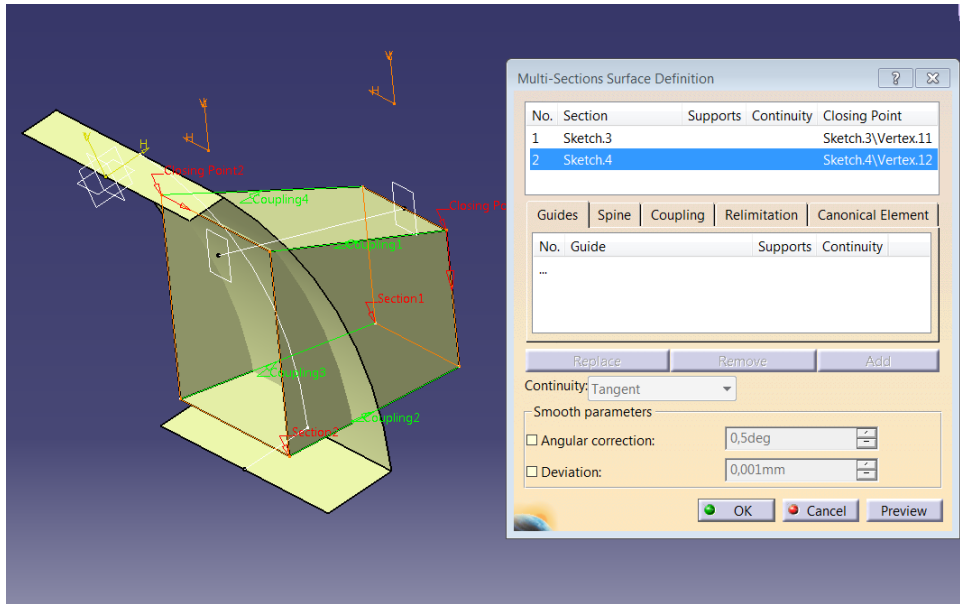 V
H
V
H
V
H
Closing Point2
Coupling4
Closing Po
Coupling1
Section1
Coupling3
Coupling2
Section2
Multi-Sections Surface Definition
?
No. Section Supports Continuity Closing Point
1 Sketch.3 Sketch.3\Vertex.11
2 Sketch.4 Sketch.4\Vertex.12
Guides Spine Coupling Relimitation Canonical Element
No. Guide Supports Continuity
...
Replace Remove Add
Continuity: Tangent
Smooth parameters
Angular correction: 0,5deg
Deviation: 0,001mm
OK Cancel Preview